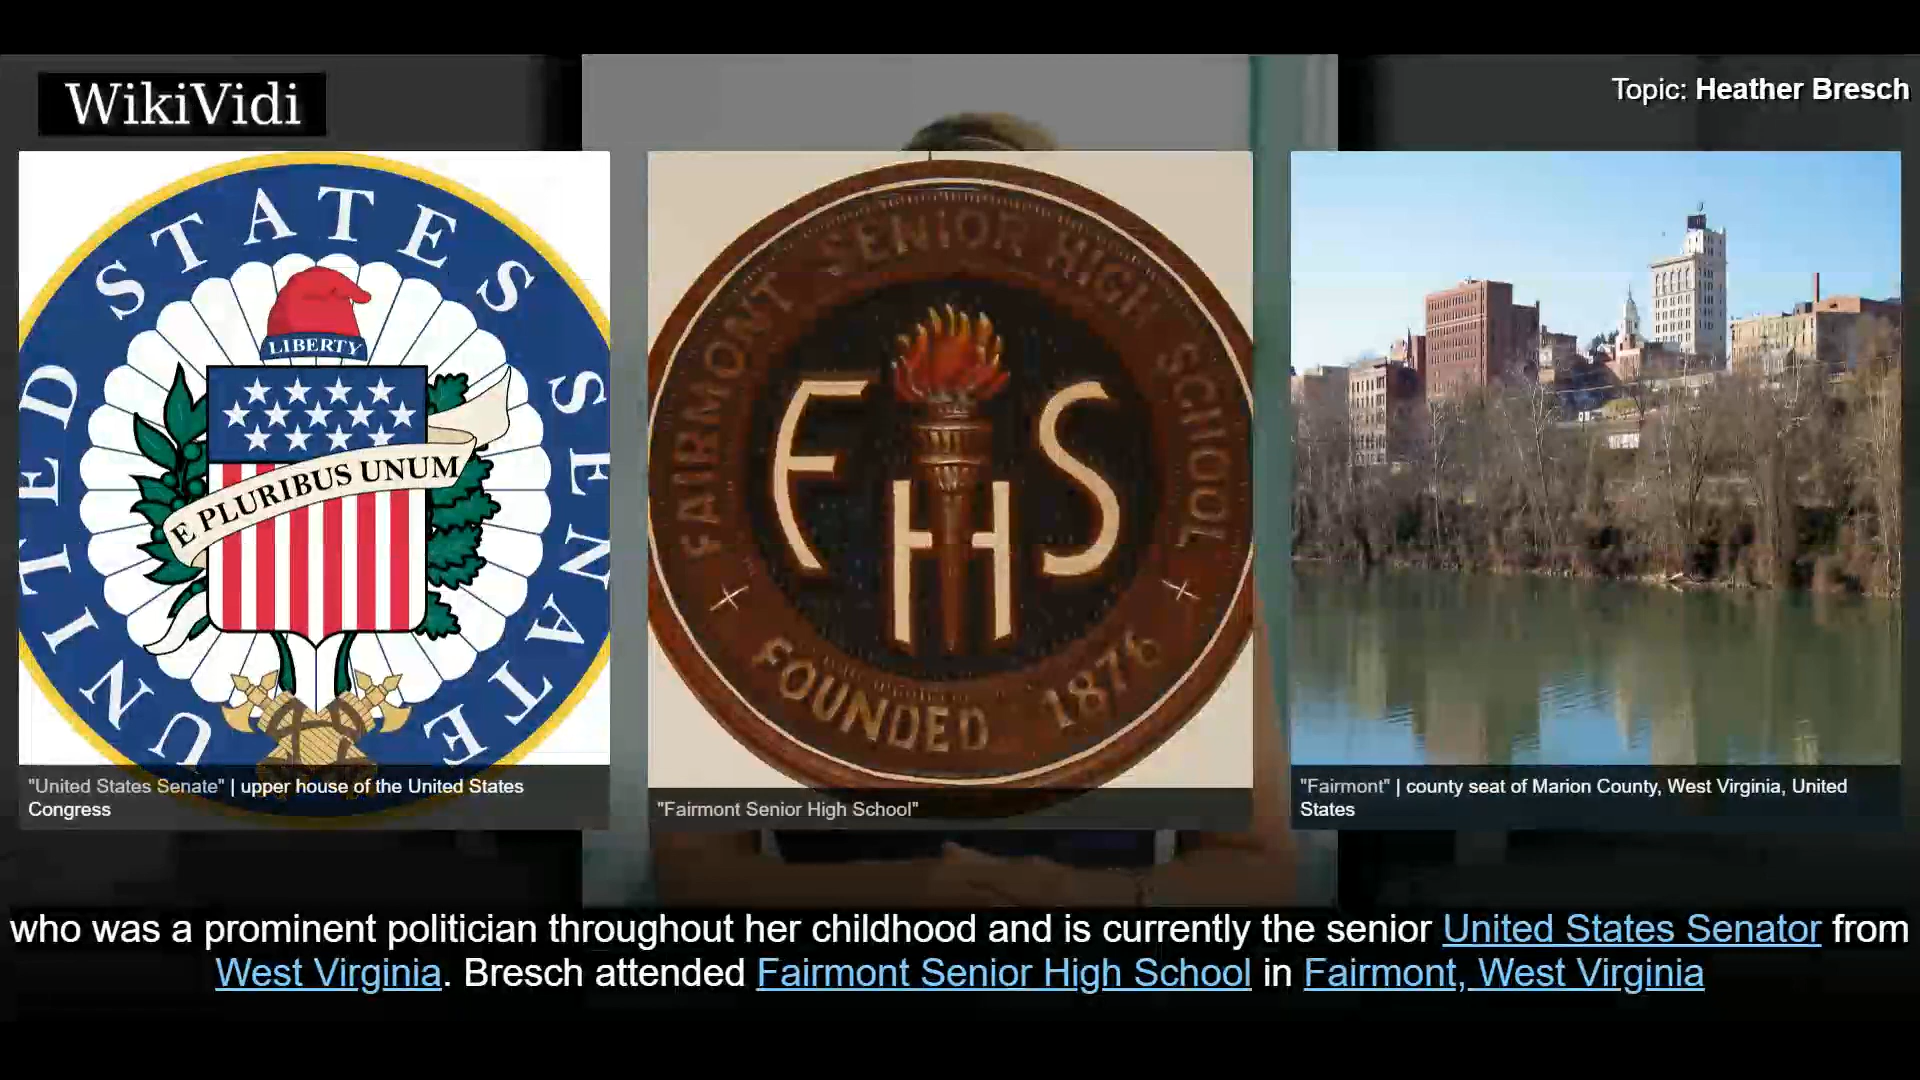 WikiVidi
Topic: Heather Bresch
UNITED STATES SENATE
LIBERTY
E PLURIBUS UNUM
"United States Senate" | upper house of the United States
Congress
FAIRMONT SENIOR HIGH SCHOOL
F H S
FOUNDED 1876
"Fairmont Senior High School"
"Fairmont" | county seat of Marion County, West Virginia, United
States
who was a prominent politician throughout her childhood and is currently the senior United States Senator from
West Virginia. Bresch attended Fairmont Senior High School in Fairmont, West Virginia